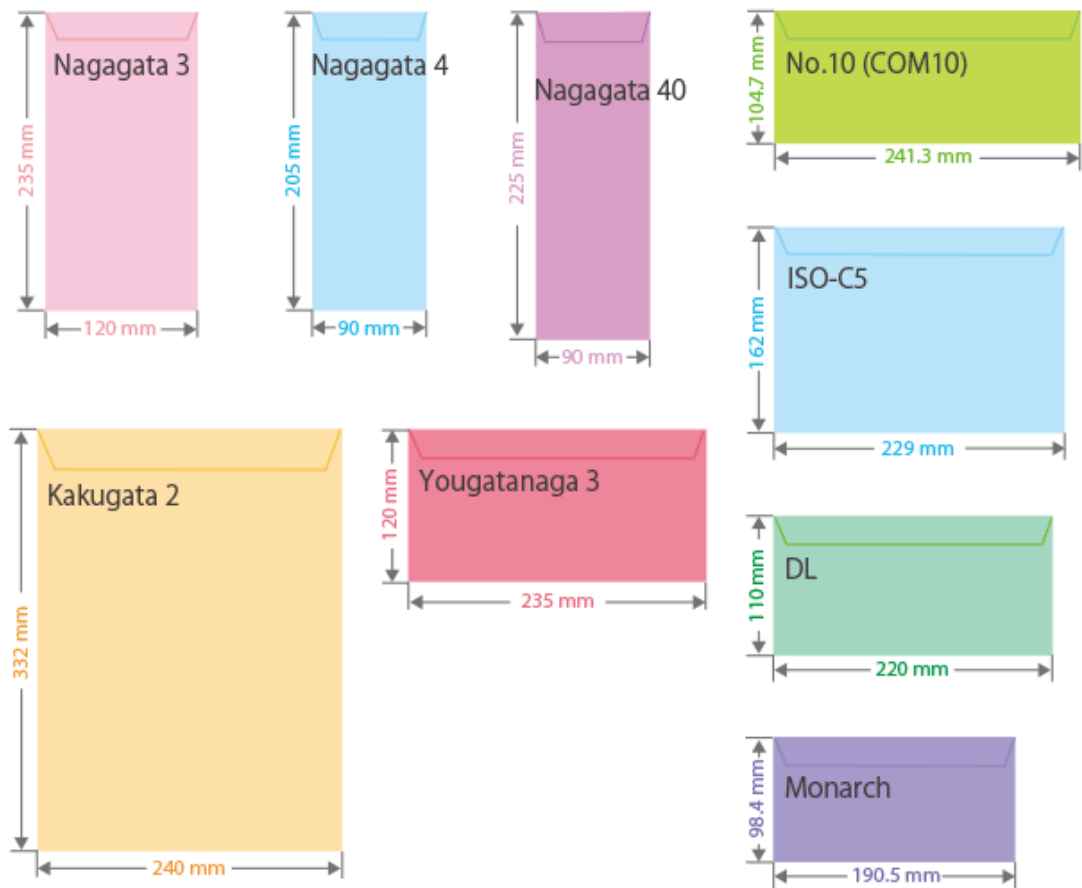 Nagagata 3
235 mm
120 mm
Nagagata 4
205 mm
90 mm
Nagagata 40
225 mm
90 mm
No.10 (COM10)
104.7 mm
241.3 mm
ISO-C5
162 mm
229 mm
Kakugata 2
332 mm
240 mm
Yougatanaga 3
120 mm
235 mm
DL
110 mm
220 mm
Monarch
98.4 mm
190.5 mm